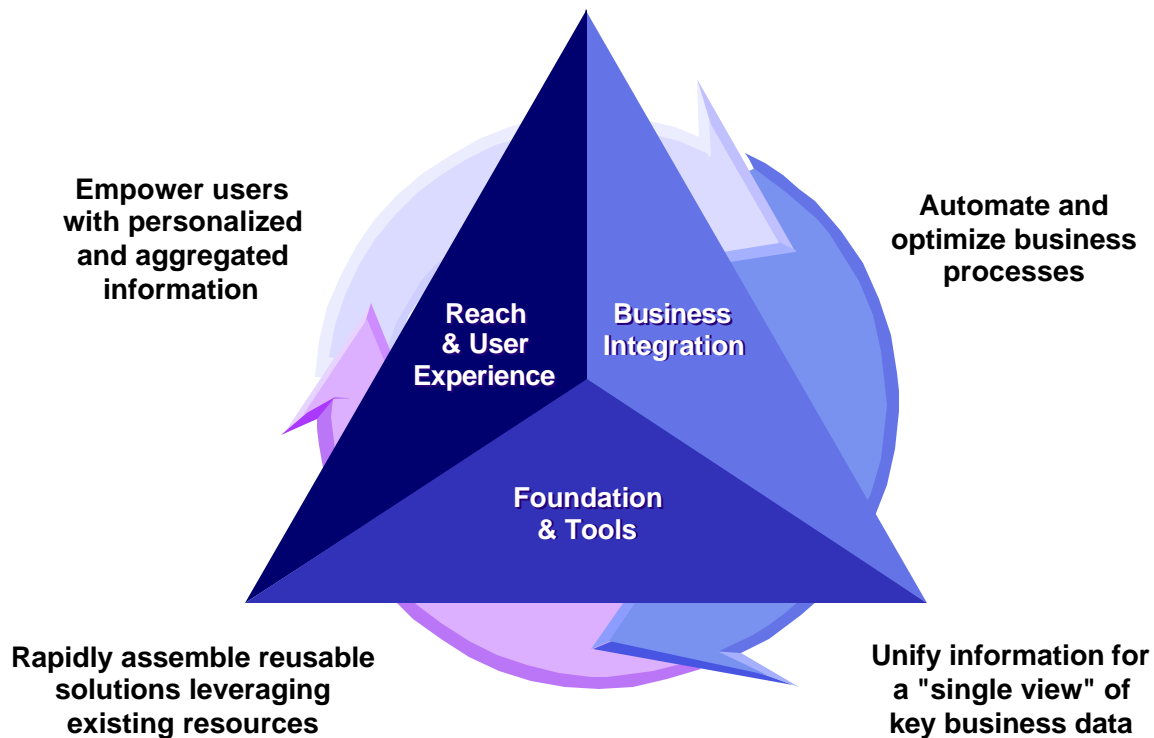 Empower users
with personalized
and aggregated
information
Automate and
optimize business
processes
Reach
& User
Experience
Business
Integration
Foundation
& Tools
Rapidly assemble reusable
solutions leveraging
existing resources
Unify information for
a "single view" of
key business data